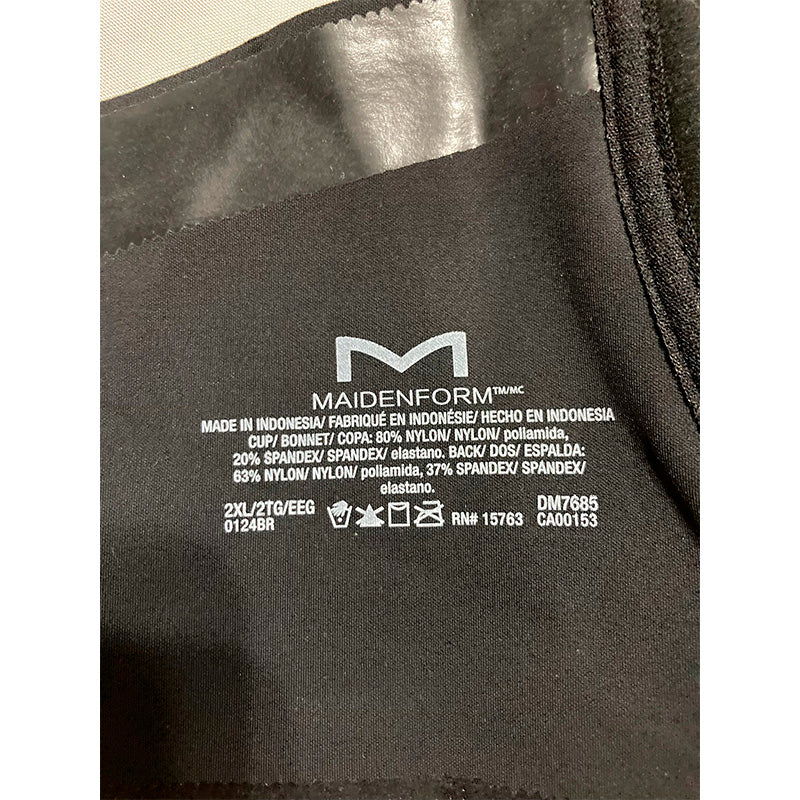 M
MAIDENFORM™/MC
MADE IN INDONESIA/ FABRIQUÉ EN INDONÉSIE/ HECHO EN INDONESIA
CUP/ BONNET/ COPA: 80% NYLON/ NYLON/ poliamida,
20% SPANDEX/ SPANDEX/ elastano. BACK/ DOS/ ESPALDA:
63% NYLON/ NYLON/ poliamida, 37% SPANDEX/ SPANDEX/
elastano.
2XL/2TG/EEG DM7685
0124BR RN# 15763 CA00153